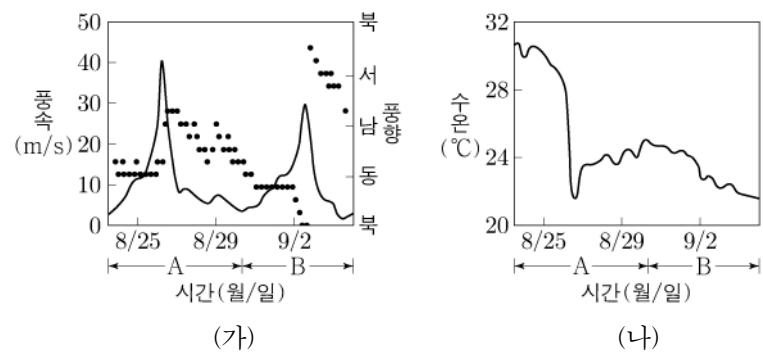 50
40
30
20
10
0
풍속
(m/s)
북
서
남
동
북
풍향
8/25
8/29
9/2
A
B
시간(월/일)
(가)
32
28
24
20
수온
(℃)
8/25
8/29
9/2
A
B
시간(월/일)
(나)